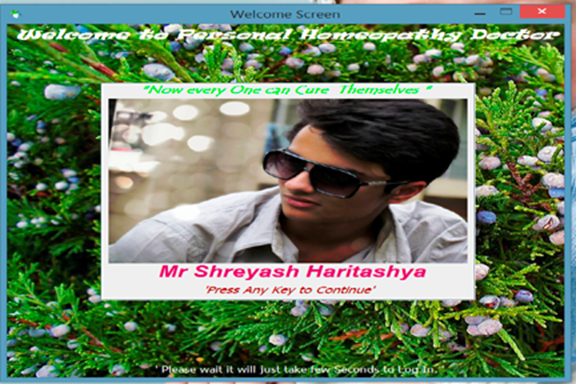 Welcome Screen
Welcome to Personal Homeopathy Doctor
"Now every One can Cure Themselves "
Mr Shreyash Haritashya
'Press Any Key to Continue'
Please wait it will Just take few Seconds to Log In.